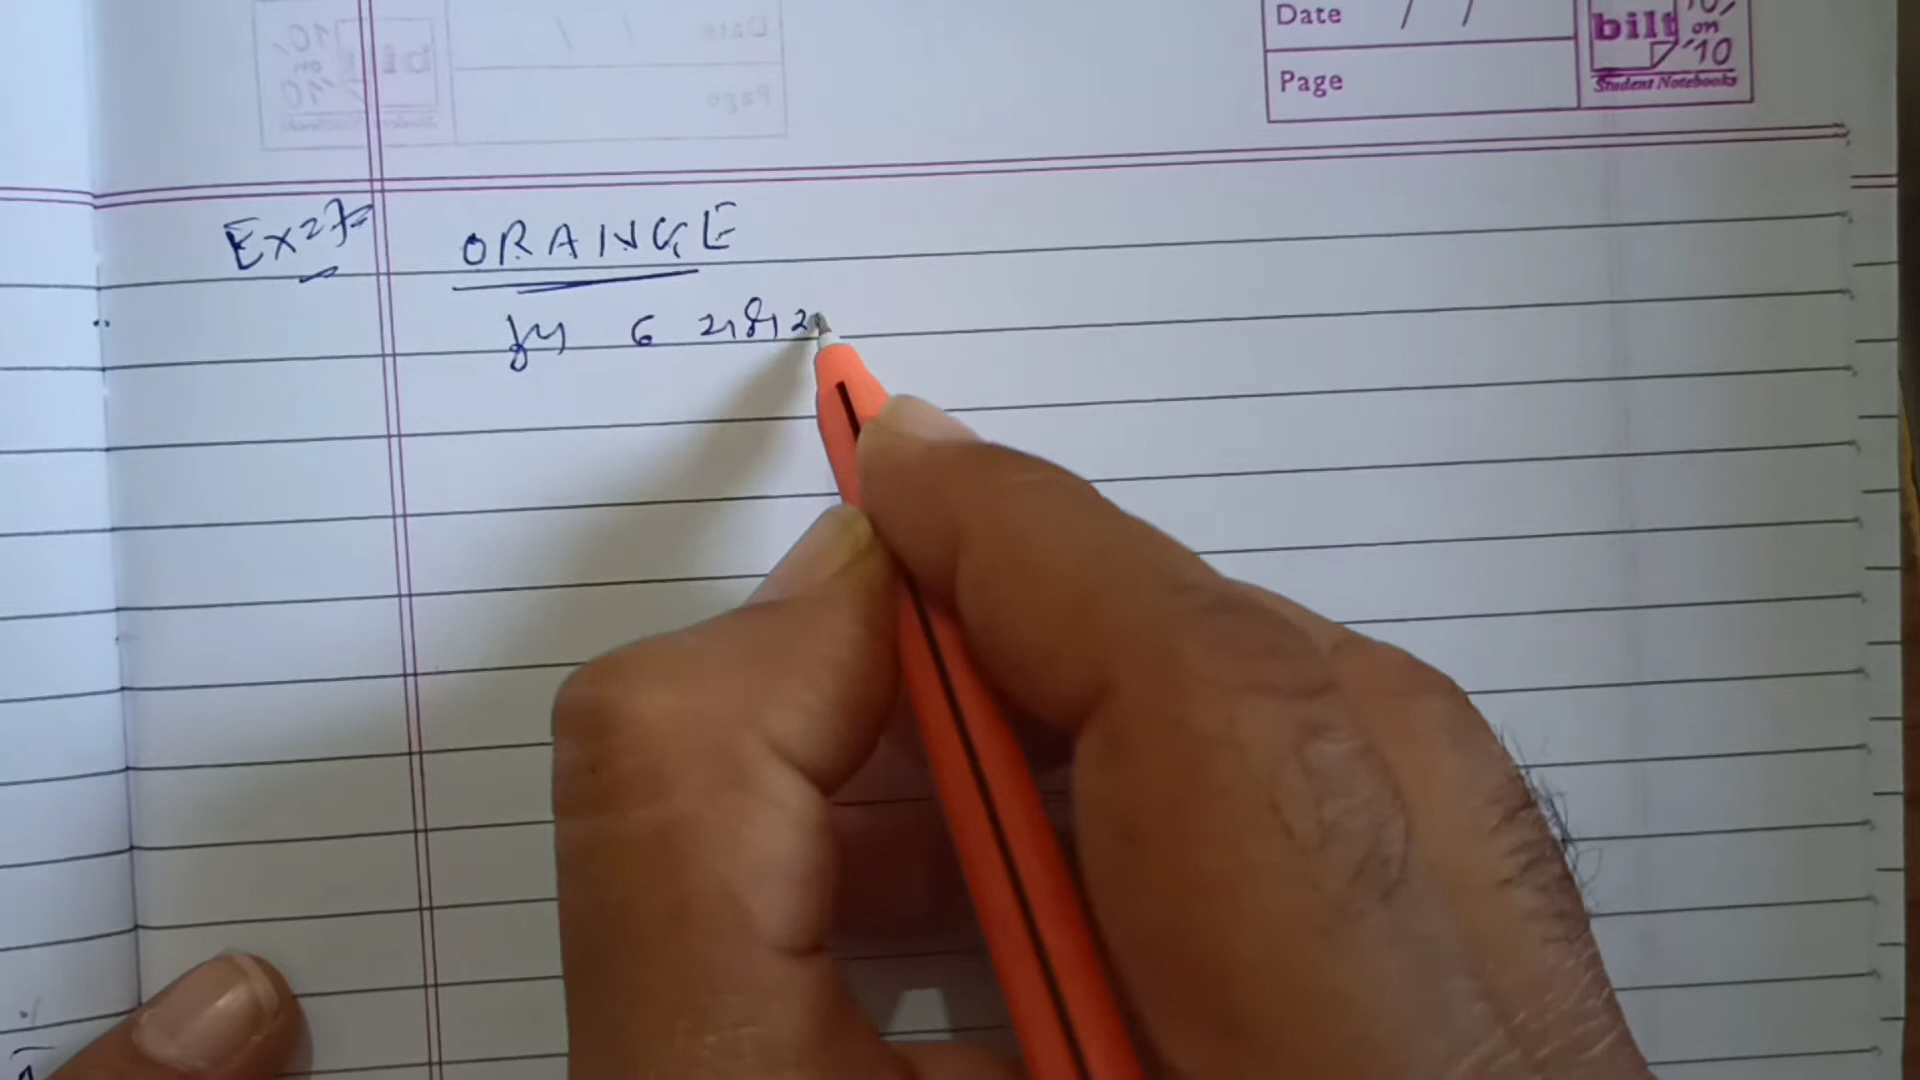 Date / /
Page
bilt
10/
on
'10
Student Notebooks
Ex 27=
ORANGE
કુલ 6